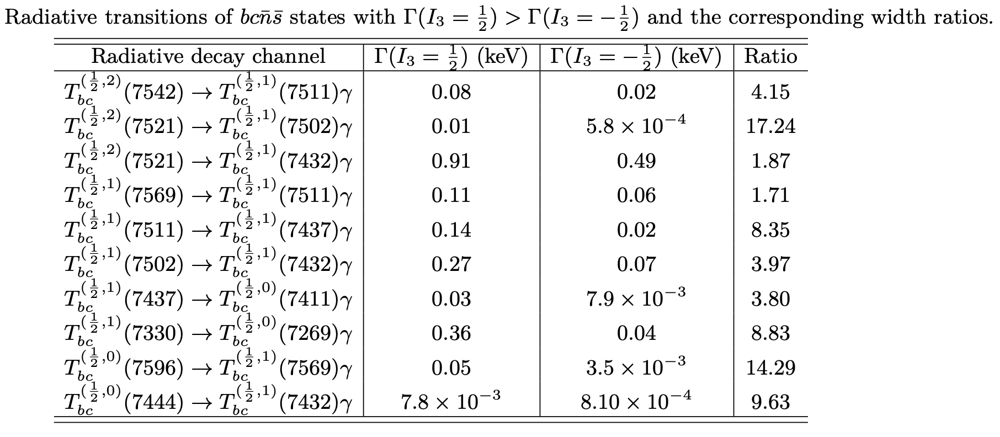 Radiative transitions of $bc\bar{n}\bar{s}$ states with $\Gamma(I_3 = \frac{1}{2}) > \Gamma(I_3 = -\frac{1}{2})$ and the corresponding width ratios.
Radiative decay channel | $\Gamma(I_3 = \frac{1}{2})$ (keV) | $\Gamma(I_3 = -\frac{1}{2})$ (keV) | Ratio
$T_{bc}^{(\frac{1}{2},2)}(7542) \to T_{bc}^{(\frac{1}{2},1)}(7511)\gamma$ | 0.08 | 0.02 | 4.15
$T_{bc}^{(\frac{1}{2},2)}(7521) \to T_{bc}^{(\frac{1}{2},1)}(7502)\gamma$ | 0.01 | $5.8 \times 10^{-4}$ | 17.24
$T_{bc}^{(\frac{1}{2},2)}(7521) \to T_{bc}^{(\frac{1}{2},1)}(7432)\gamma$ | 0.91 | 0.49 | 1.87
$T_{bc}^{(\frac{1}{2},1)}(7569) \to T_{bc}^{(\frac{1}{2},1)}(7511)\gamma$ | 0.11 | 0.06 | 1.71
$T_{bc}^{(\frac{1}{2},1)}(7511) \to T_{bc}^{(\frac{1}{2},1)}(7437)\gamma$ | 0.14 | 0.02 | 8.35
$T_{bc}^{(\frac{1}{2},1)}(7502) \to T_{bc}^{(\frac{1}{2},1)}(7432)\gamma$ | 0.27 | 0.07 | 3.97
$T_{bc}^{(\frac{1}{2},1)}(7437) \to T_{bc}^{(\frac{1}{2},0)}(7411)\gamma$ | 0.03 | $7.9 \times 10^{-3}$ | 3.80
$T_{bc}^{(\frac{1}{2},1)}(7330) \to T_{bc}^{(\frac{1}{2},0)}(7269)\gamma$ | 0.36 | 0.04 | 8.83
$T_{bc}^{(\frac{1}{2},0)}(7596) \to T_{bc}^{(\frac{1}{2},1)}(7569)\gamma$ | 0.05 | $3.5 \times 10^{-3}$ | 14.29
$T_{bc}^{(\frac{1}{2},0)}(7444) \to T_{bc}^{(\frac{1}{2},1)}(7432)\gamma$ | $7.8 \times 10^{-3}$ | $8.10 \times 10^{-4}$ | 9.63